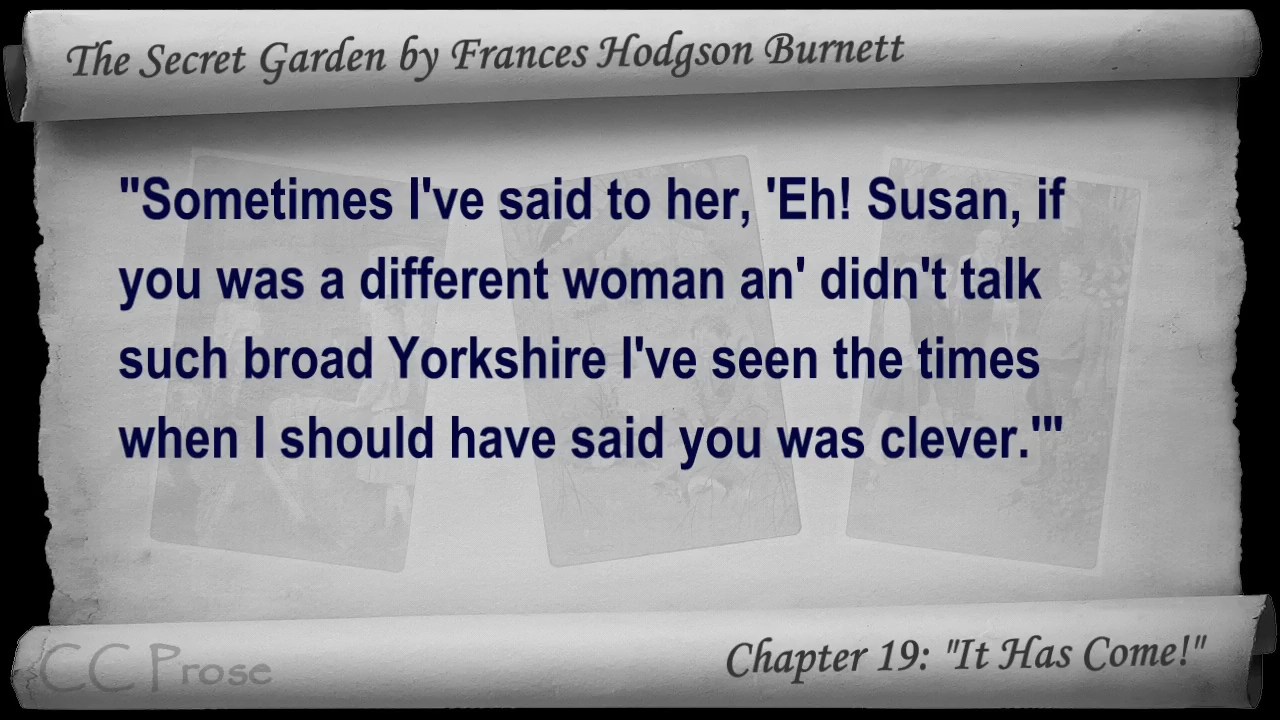 The Secret Garden by Frances Hodgson Burnett
"Sometimes I've said to her, 'Eh! Susan, if
you was a different woman an' didn't talk
such broad Yorkshire I've seen the times
when I should have said you was clever.'"
CC Prose
Chapter 19: "It Has Come!"